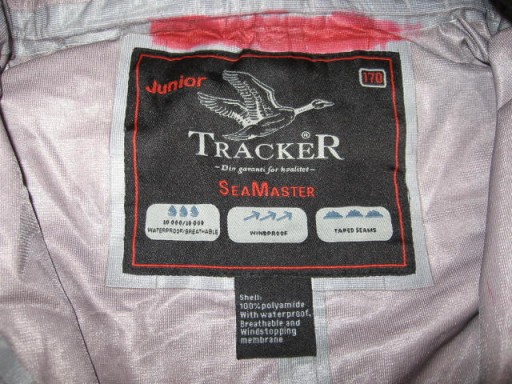 Junior
170
TRACKER®
- Din garanti for kvalitet -
SEAMASTER
10 000/10 000
WATERPROOF/BREATHABLE
WINDPROOF
TAPED SEAMS
Shell:
100% polyamide
With waterproof,
Breathable and
Windstopping
membrane